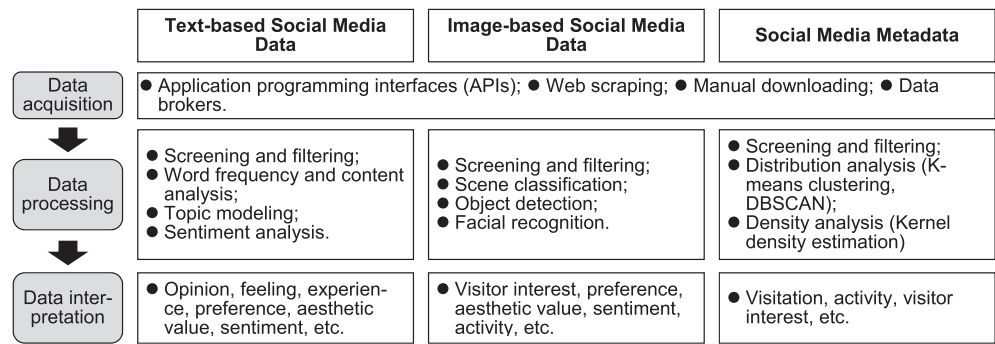 Text-based Social Media
Data
Image-based Social Media
Data
Social Media Metadata
Data
acquisition
● Application programming interfaces (APIs); ● Web scraping; ● Manual downloading; ● Data
brokers.
Data
processing
● Screening and filtering;
● Word frequency and content
analysis;
● Topic modeling;
● Sentiment analysis.
● Screening and filtering;
● Scene classification;
● Object detection;
● Facial recognition.
● Screening and filtering;
● Distribution analysis (K-
means clustering,
DBSCAN);
● Density analysis (Kernel
density estimation)
Data inter-
pretation
● Opinion, feeling, experien-
ce, preference, aesthetic
value, sentiment, etc.
● Visitor interest, preference,
aesthetic value, sentiment,
activity, etc.
● Visitation, activity, visitor
interest, etc.